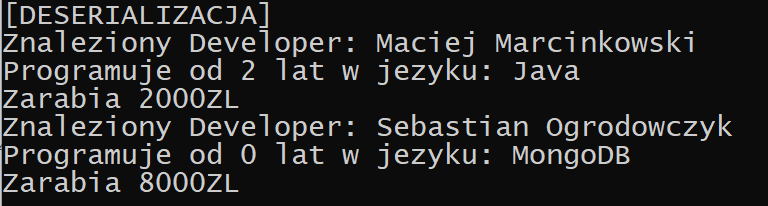 [DESERIALIZACJA]
Znaleziony Developer: Maciej Marcinkowski
Programuje od 2 lat w jezyku: Java
Zarabia 2000ZL
Znaleziony Developer: Sebastian Ogrodowczyk
Programuje od 0 lat w jezyku: MongoDB
Zarabia 8000ZL